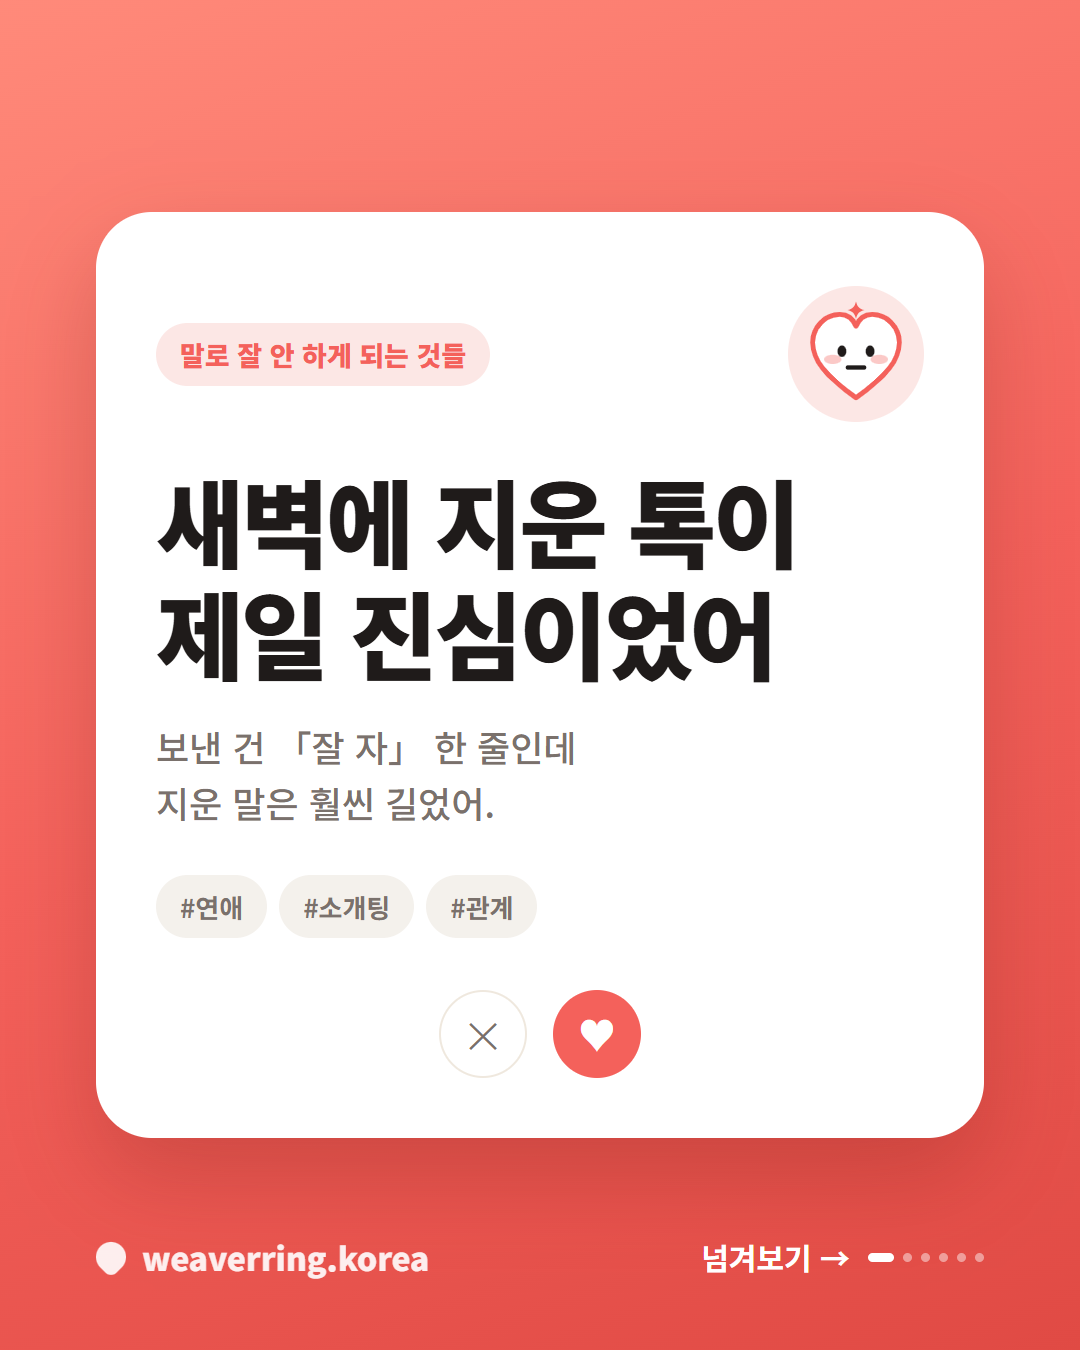 말로 잘 안 하게 되는 것들
새벽에 지운 톡이
제일 진심이었어
보낸 건 「잘 자」 한 줄인데
지운 말은 훨씬 길었어.
#연애 #소개팅 #관계
weaverring.korea
넘겨보기 →